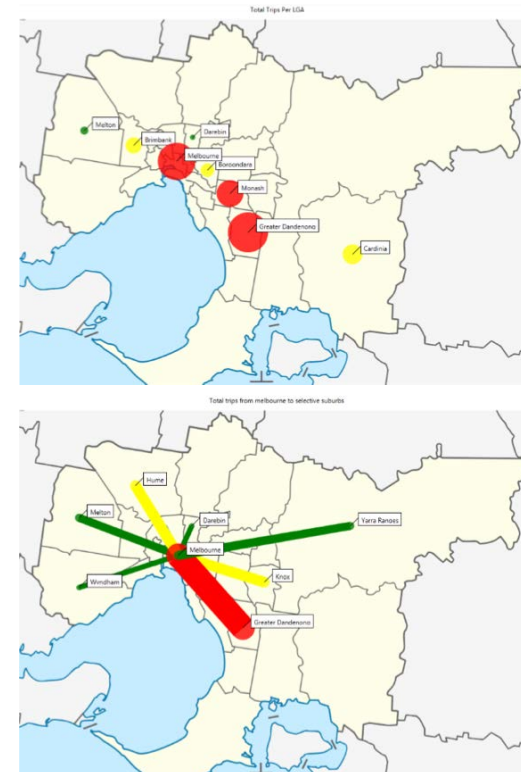 Total Trips Per LGA
Melton
Brimbank
Darebin
Melbourne
Boroondara
Monash
Greater Dandenong
Cardinia
Total trips from melbourne to selective suburbs
Hume
Melton
Darebin
Yarra Ranges
Melbourne
Wyndham
Knox
Greater Dandenong